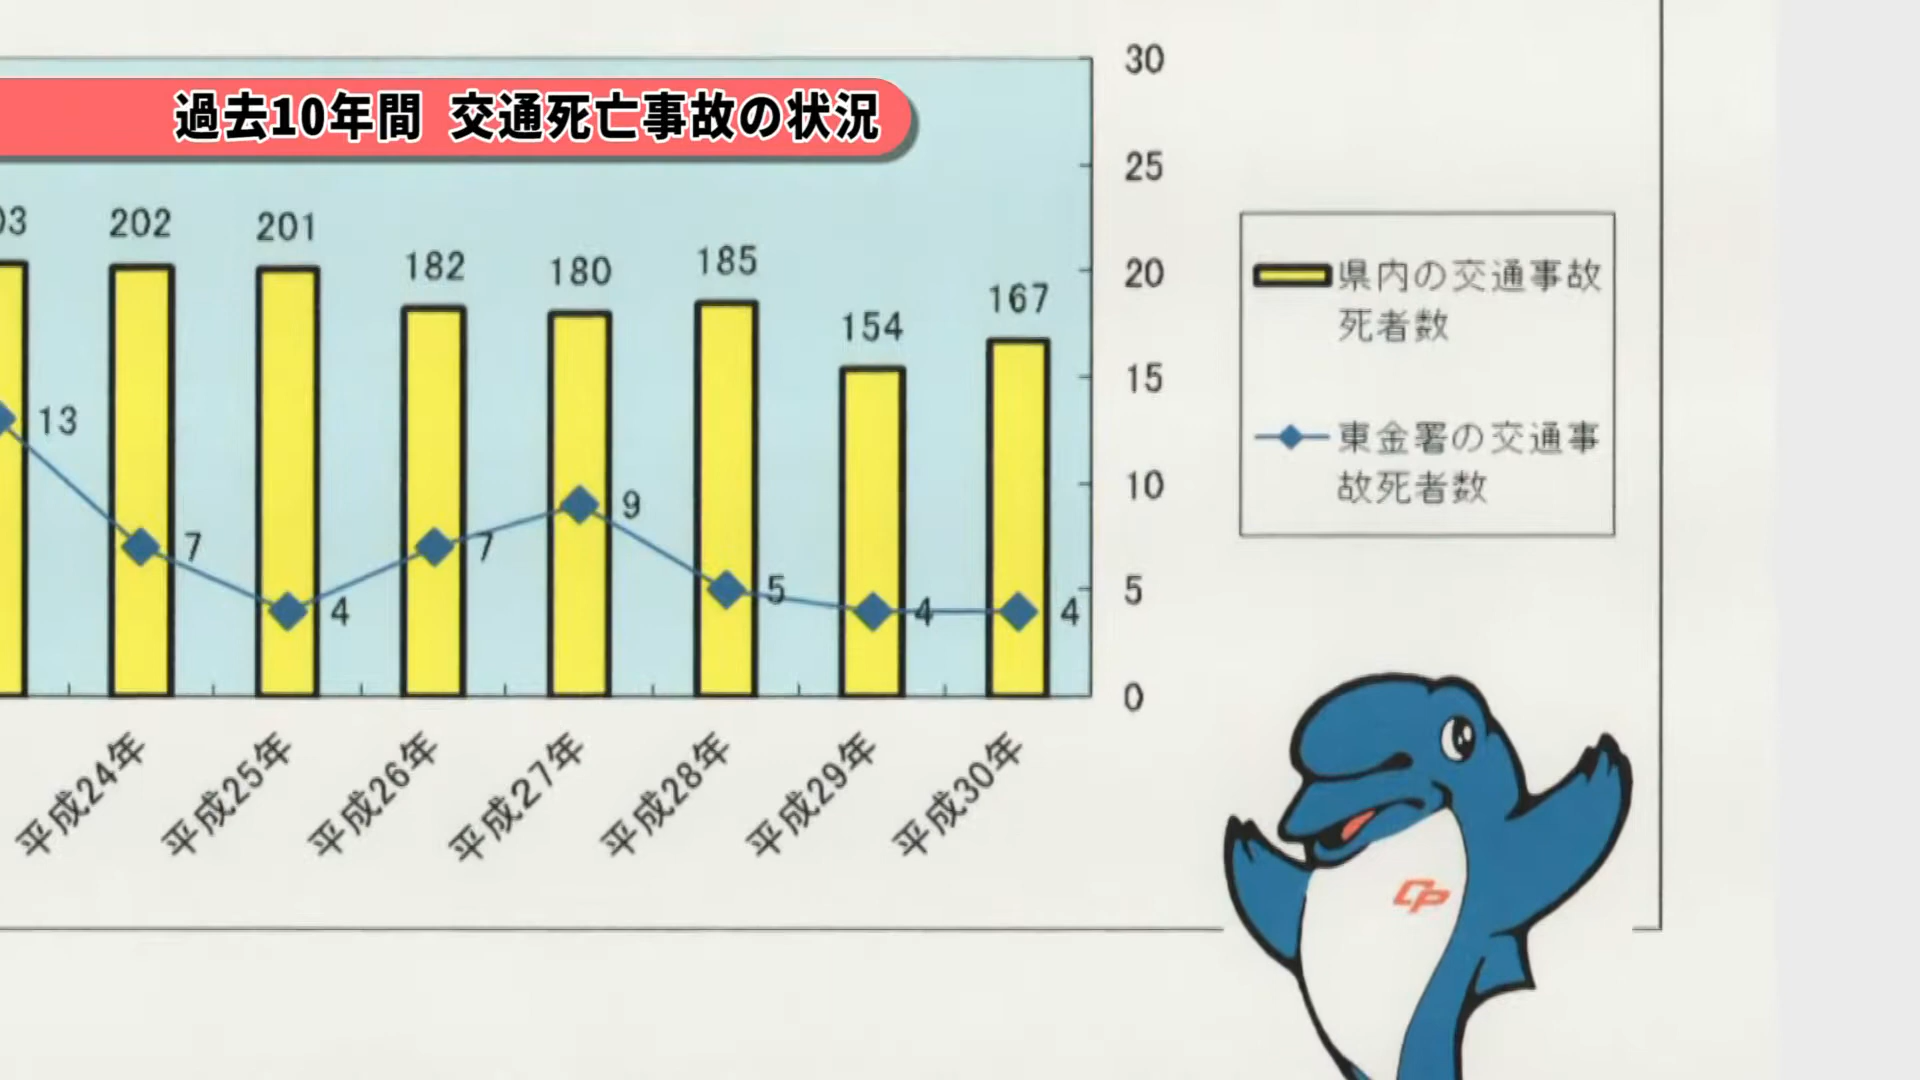 過去10年間 交通死亡事故の状況
30
25
20
15
10
5
0
202
201
182
180
185
154
167
13
7
4
7
9
5
4
4
県内の交通事故
死者数
東金署の交通事
故死者数
平成24年
平成25年
平成26年
平成27年
平成28年
平成29年
平成30年
CP